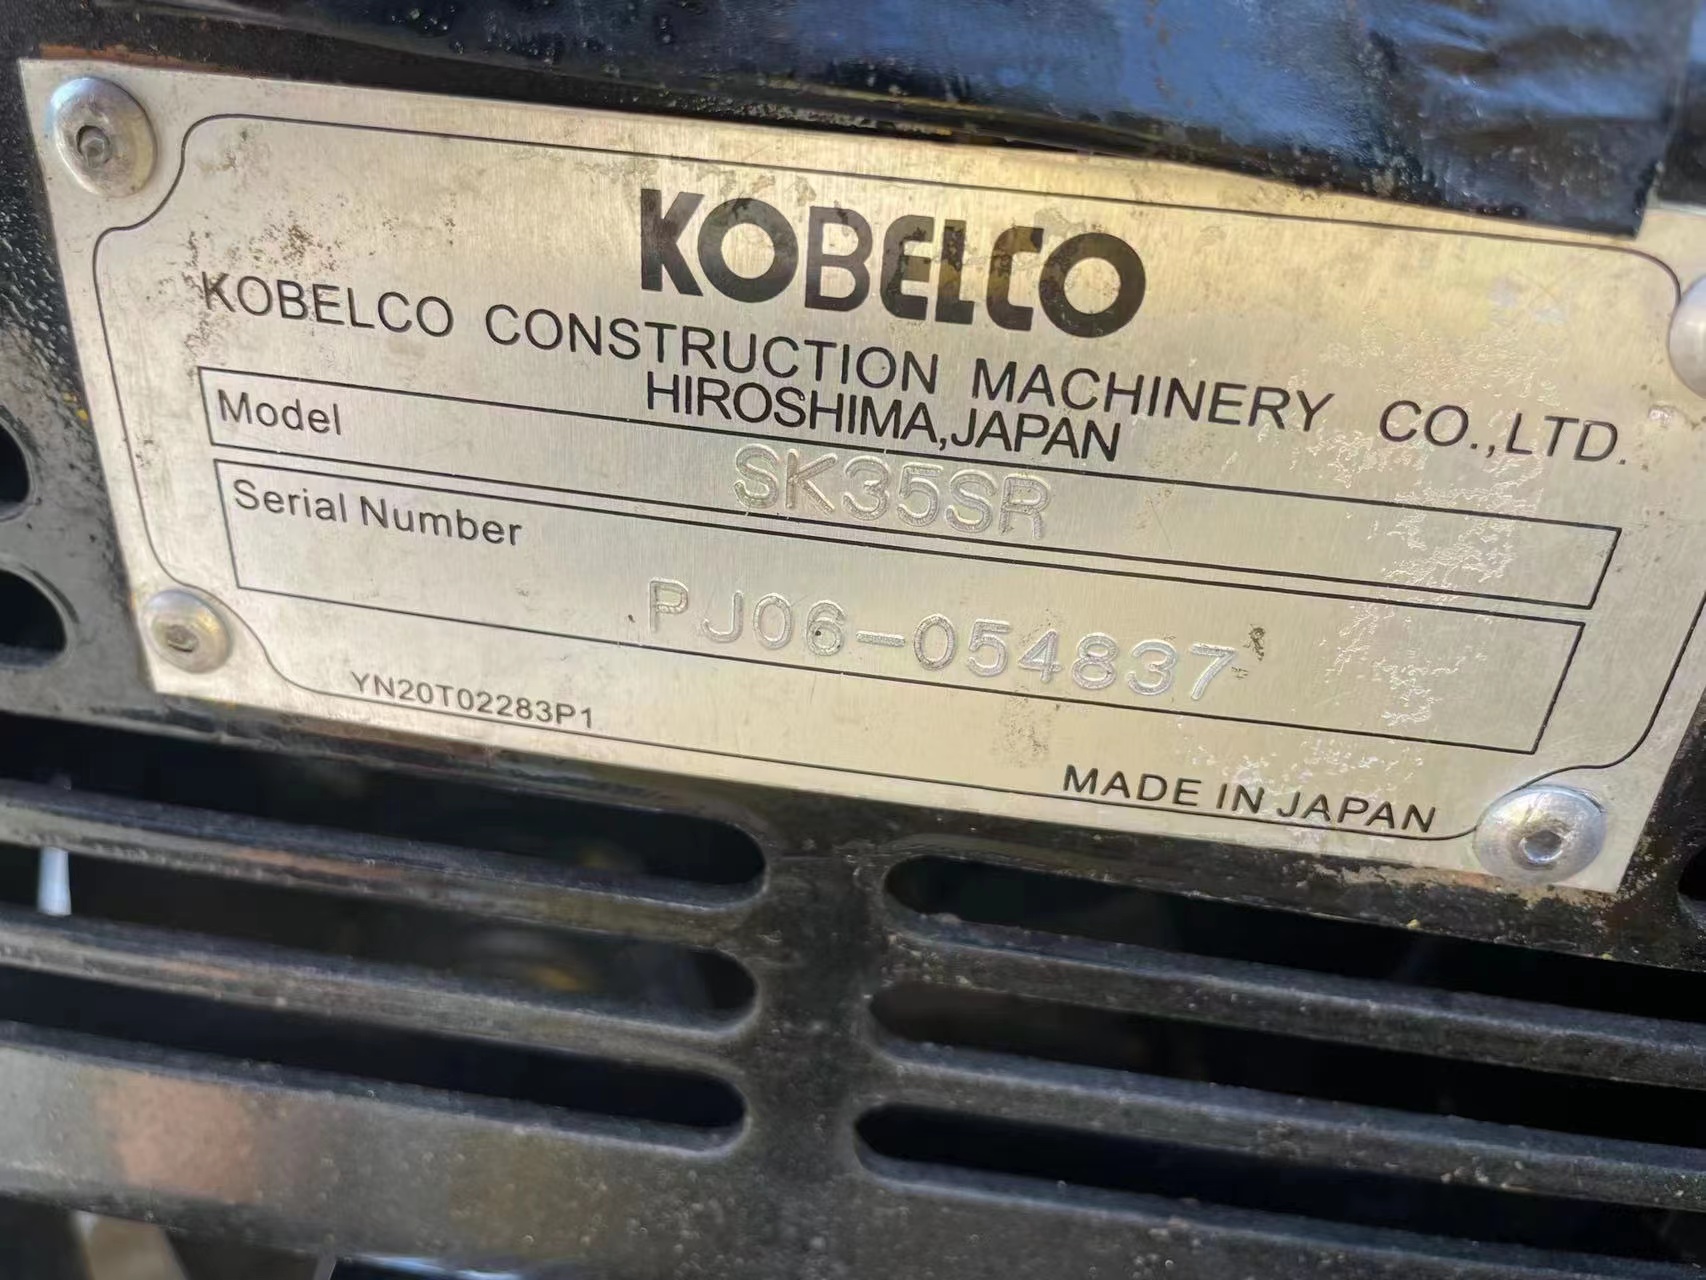 KOBELCO
KOBELCO CONSTRUCTION MACHINERY CO.,LTD.
HIROSHIMA,JAPAN
Model SK35SR
Serial Number PJ06-054837
YN20T02283P1
MADE IN JAPAN